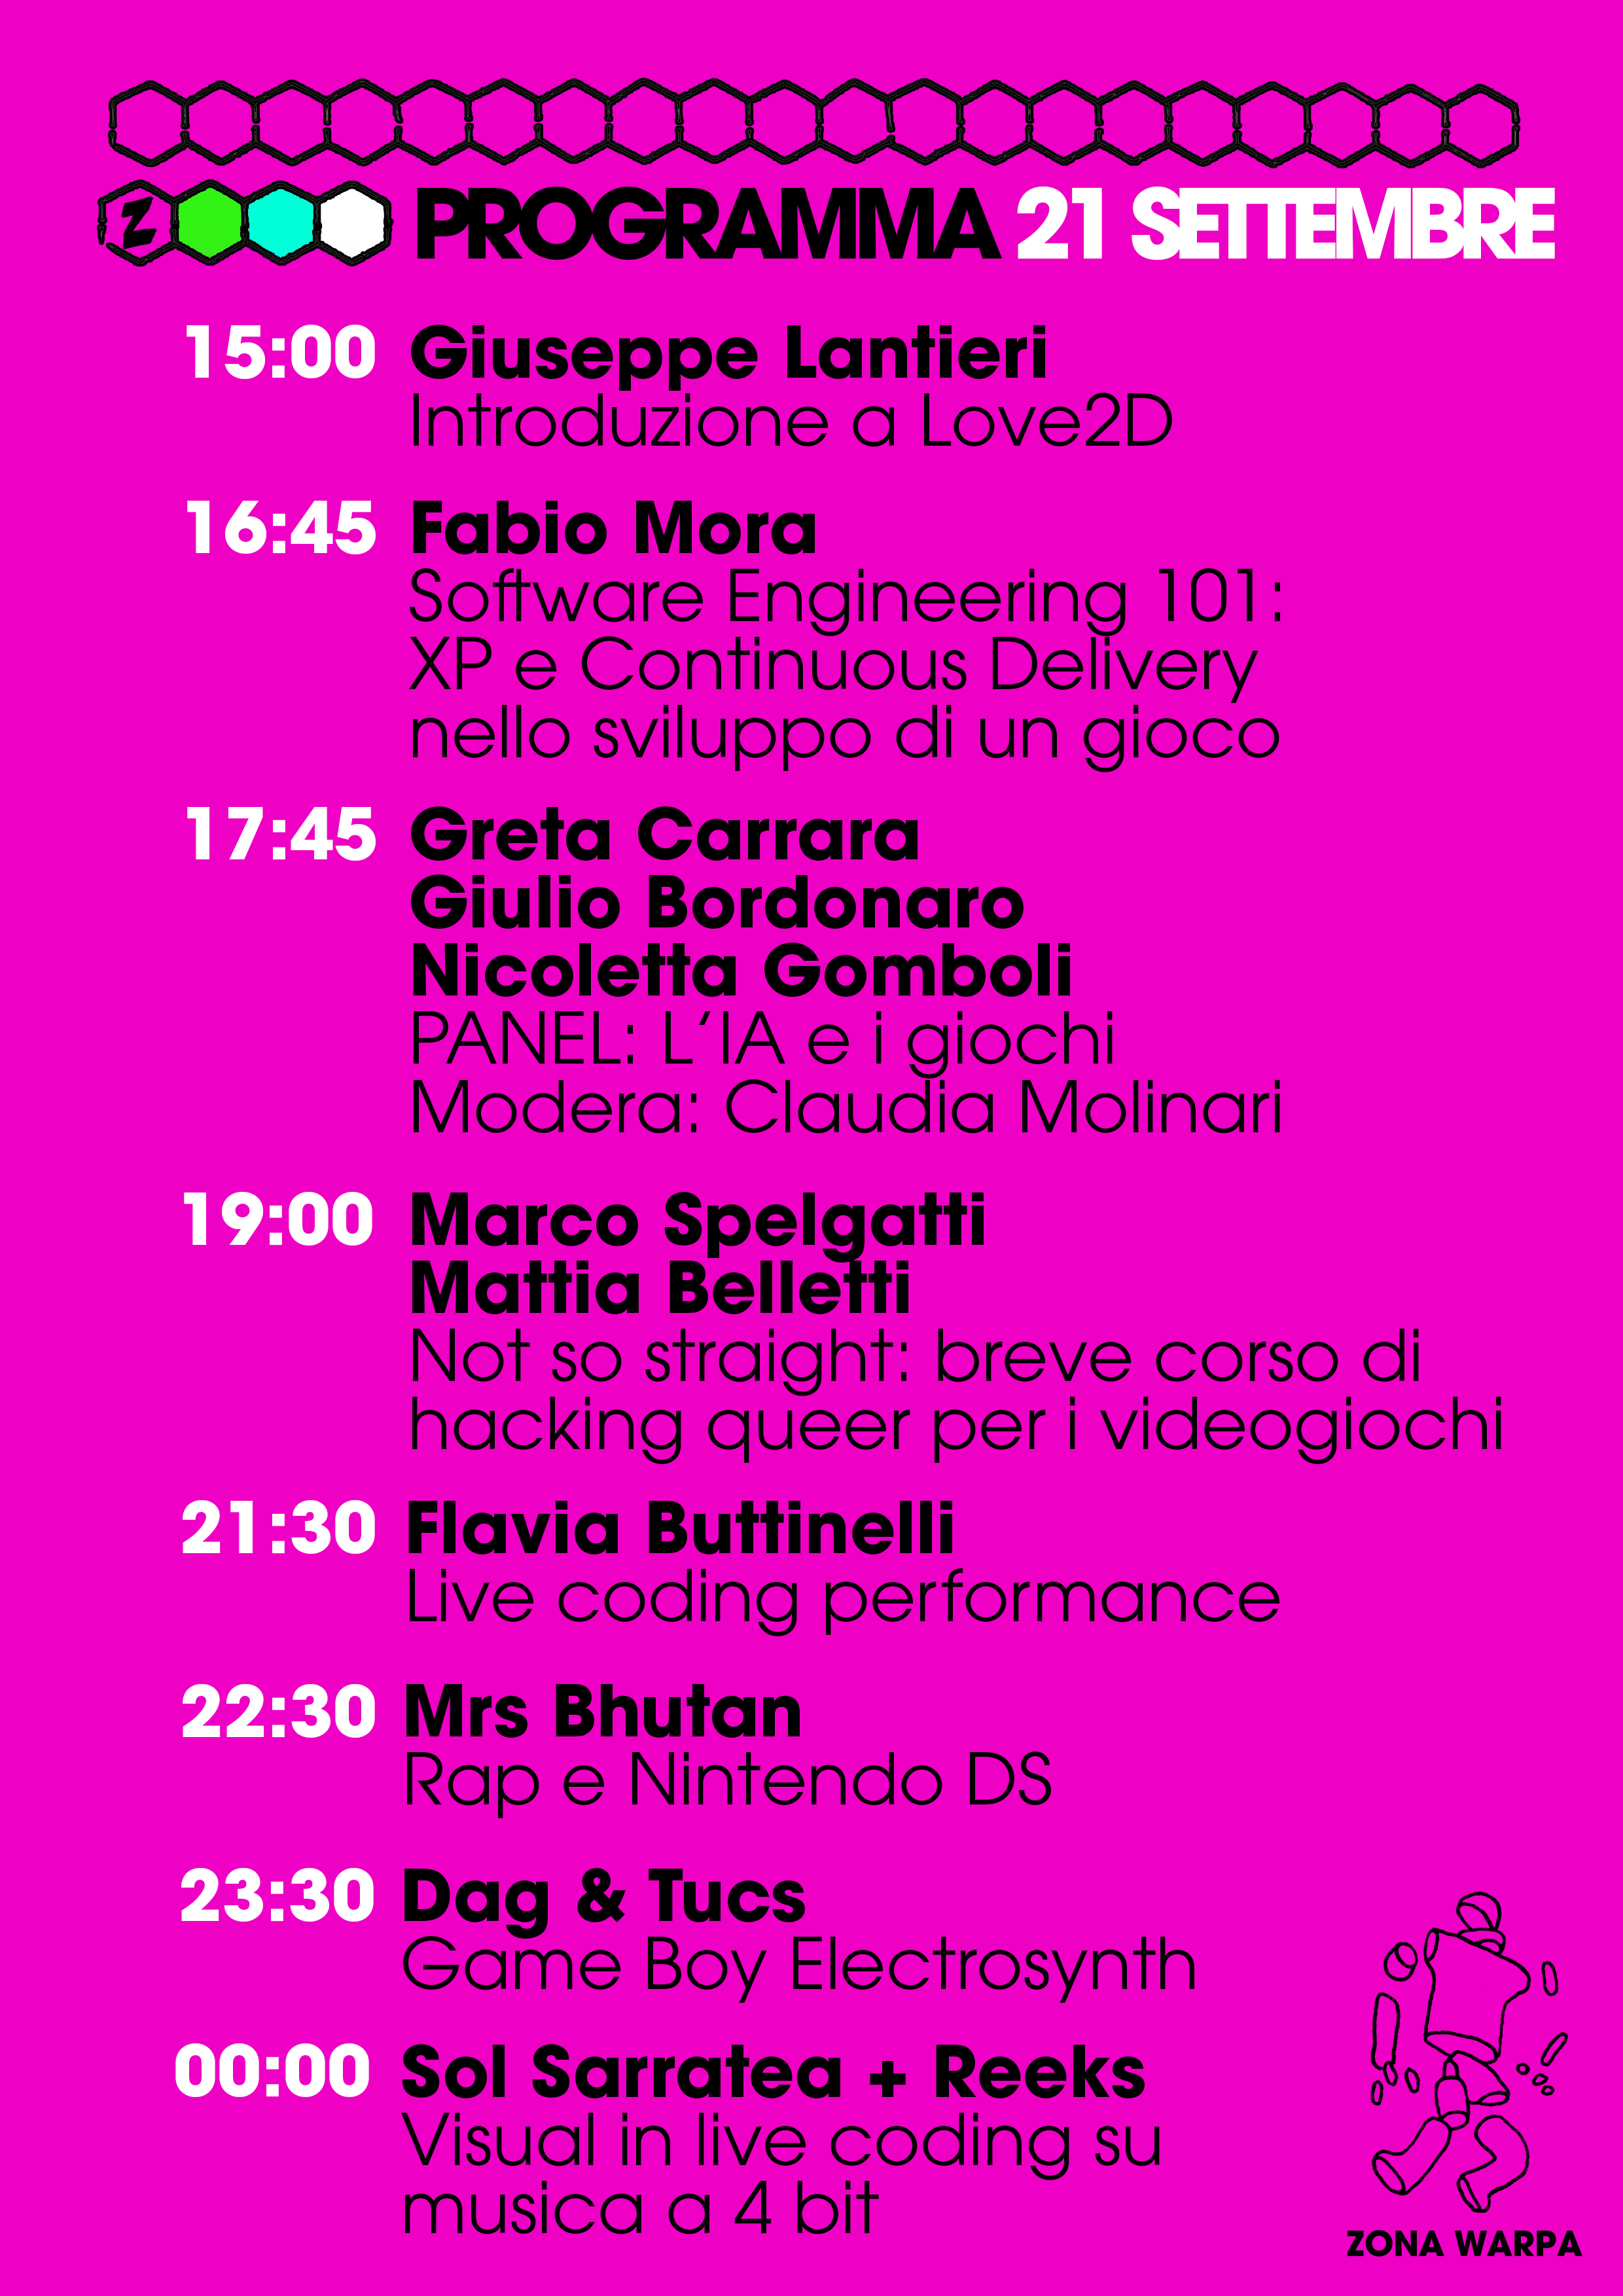 Z PROGRAMMA 21 SETTEMBRE
15:00 Giuseppe Lantieri
Introduzione a Love2D
16:45 Fabio Mora
Software Engineering 101:
XP e Continuous Delivery
nello sviluppo di un gioco
17:45 Greta Carrara
Giulio Bordonaro
Nicoletta Gomboli
PANEL: L'IA e i giochi
Modera: Claudia Molinari
19:00 Marco Spelgatti
Mattia Belletti
Not so straight: breve corso di
hacking queer per i videogiochi
21:30 Flavia Buttinelli
Live coding performance
22:30 Mrs Bhutan
Rap e Nintendo DS
23:30 Dag & Tucs
Game Boy Electrosynth
00:00 Sol Sarratea + Reeks
Visual in live coding su
musica a 4 bit
ZONA WARPA